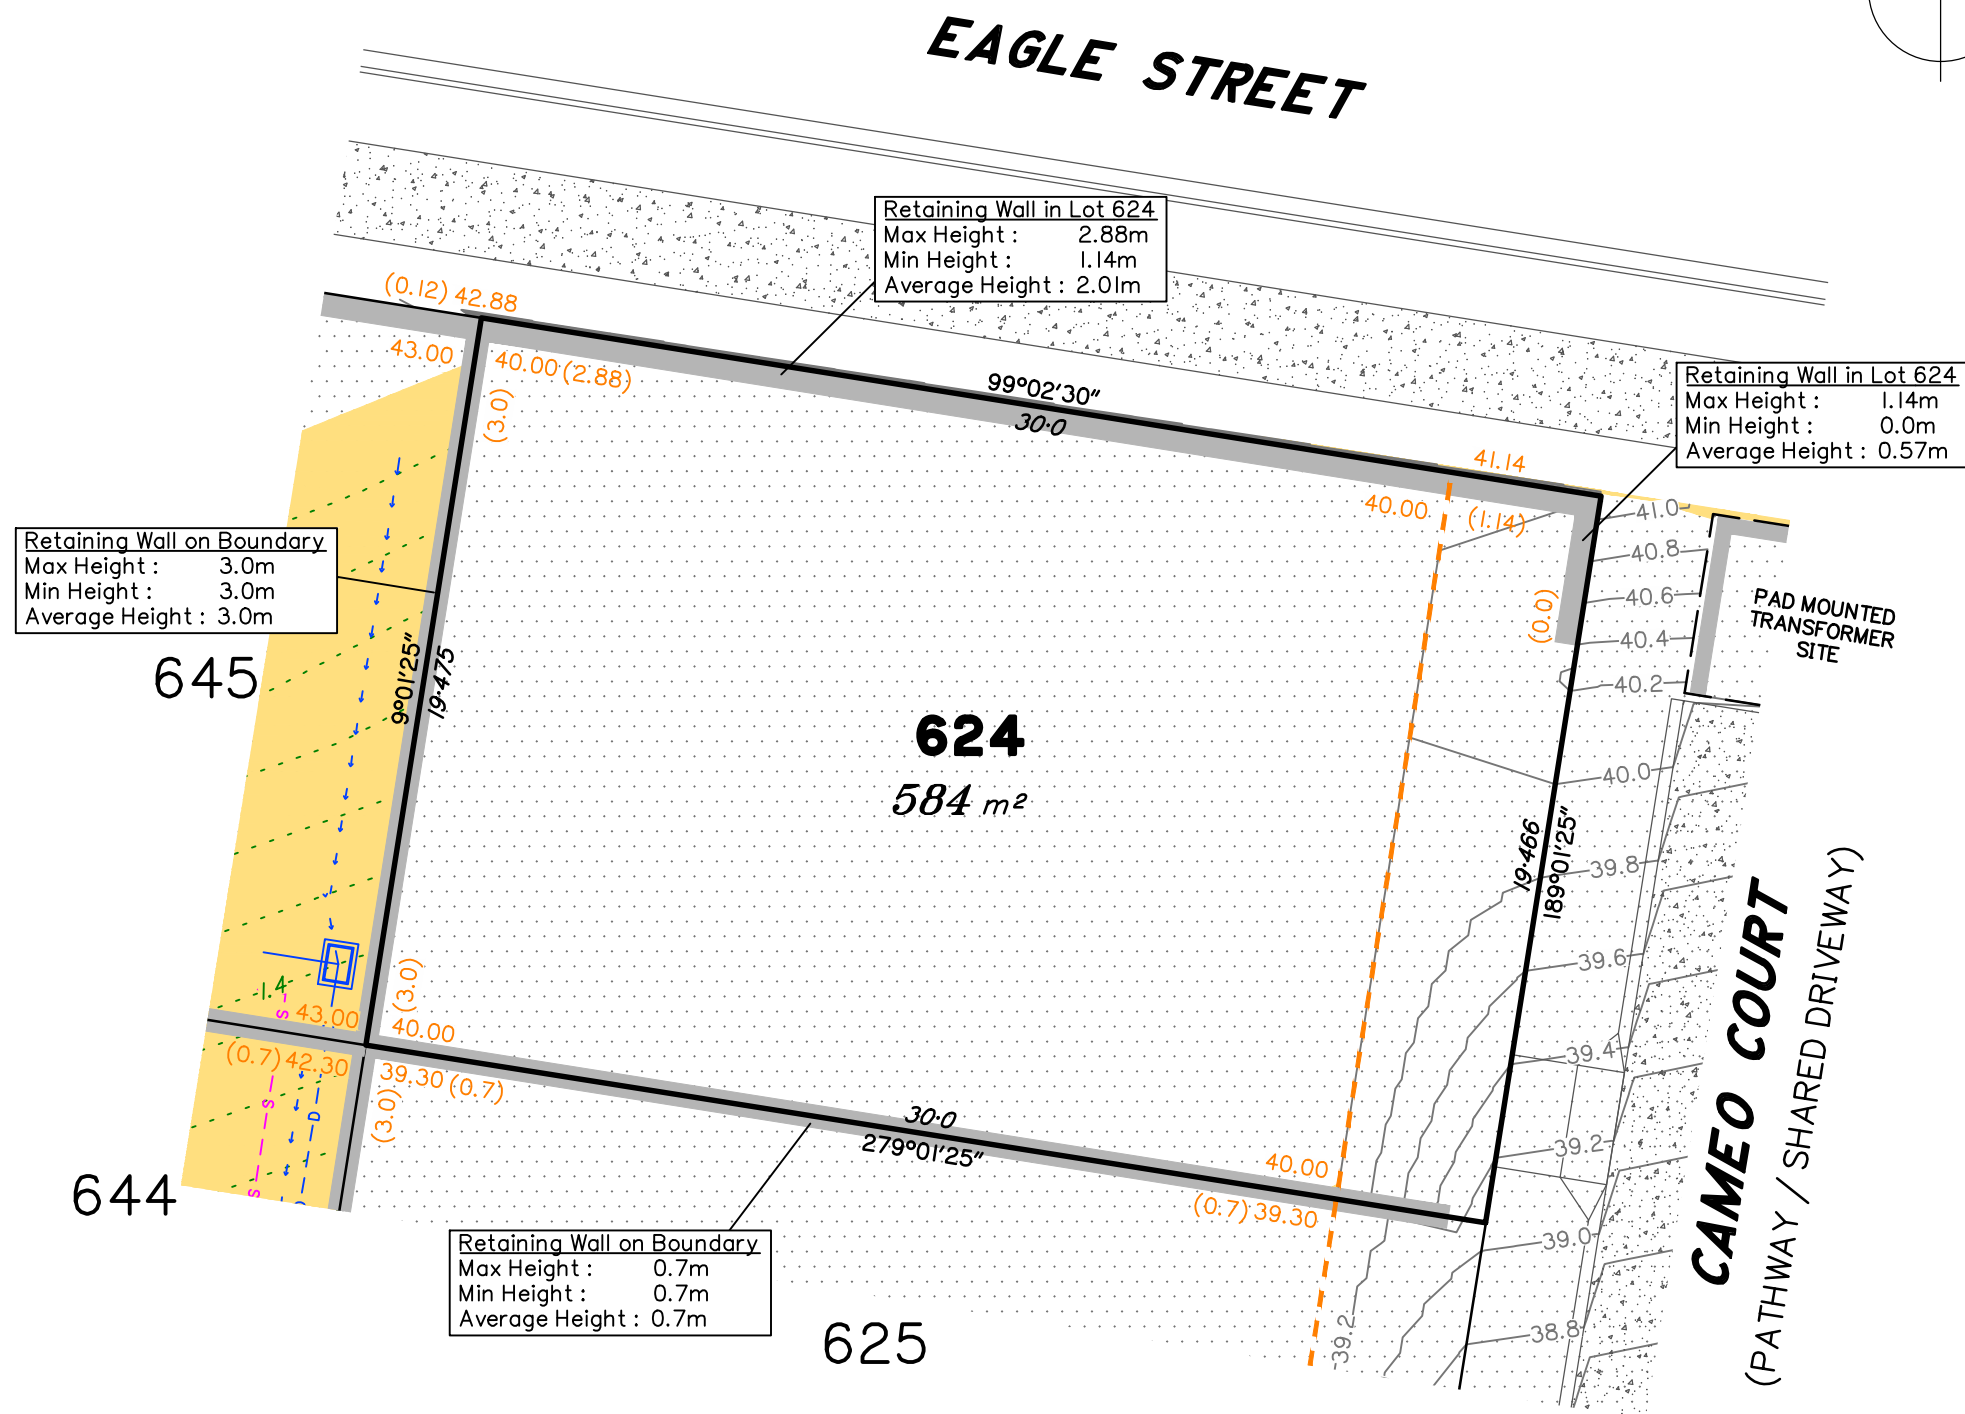 EAGLE STREET
Retaining Wall in Lot 624
Max Height : 2.88m
Min Height : 1.14m
Average Height : 2.01m
(0.12) 42.88
43.00
40.00 (2.88)
(3.0)
99°02'30"
30·0
Retaining Wall in Lot 624
Max Height : 1.14m
Min Height : 0.0m
Average Height : 0.57m
41.14
40.00
(1.14)
41.0
40.8
40.6
40.4
40.2
(0.0)
PAD MOUNTED
TRANSFORMER
SITE
Retaining Wall on Boundary
Max Height : 3.0m
Min Height : 3.0m
Average Height : 3.0m
645
9°01'25"
19·475
624
584 m²
40.0
19·466
189°01'25"
39.8
39.6
39.4
39.2
39.0
38.8
CAMEO COURT
(PATHWAY / SHARED DRIVEWAY)
1.4
S
43.00
(3.0)
40.00
(0.7) 42.30
39.30 (0.7)
(3.0)
S
D
S
30·0
279°01'25"
40.00
(0.7) 39.30
644
Retaining Wall on Boundary
Max Height : 0.7m
Min Height : 0.7m
Average Height : 0.7m
625
39.2